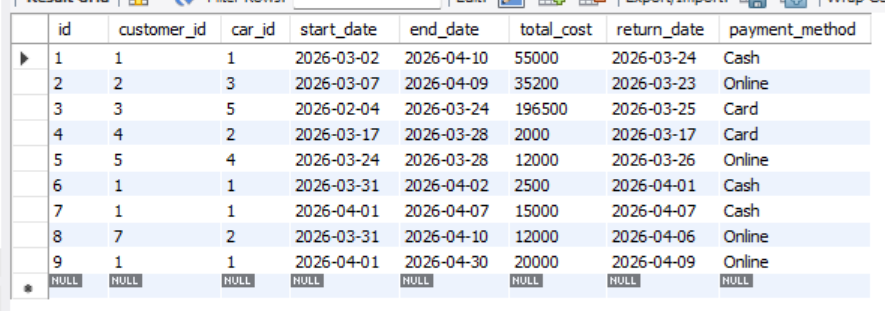 Result Grid Filter Rows: Edit: Export/Import:
id customer_id car_id start_date end_date total_cost return_date payment_method
1 1 1 2026-03-02 2026-04-10 55000 2026-03-24 Cash
2 2 3 2026-03-07 2026-04-09 35200 2026-03-23 Online
3 3 5 2026-02-04 2026-03-24 196500 2026-03-25 Card
4 4 2 2026-03-17 2026-03-28 2000 2026-03-17 Card
5 5 4 2026-03-24 2026-03-28 12000 2026-03-26 Online
6 1 1 2026-03-31 2026-04-02 2500 2026-04-01 Cash
7 1 1 2026-04-01 2026-04-07 15000 2026-04-07 Cash
8 7 2 2026-03-31 2026-04-10 12000 2026-04-06 Online
9 1 1 2026-04-01 2026-04-30 20000 2026-04-09 Online
NULL NULL NULL NULL NULL NULL NULL NULL